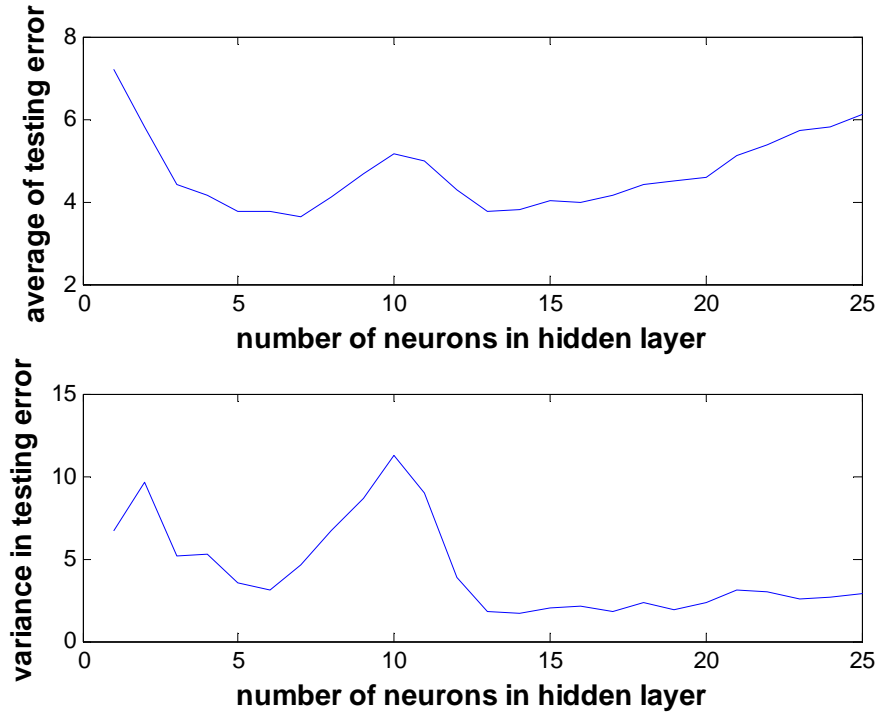 average of testing error
8
6
4
2
0 5 10 15 20 25
number of neurons in hidden layer
variance in testing error
15
10
5
0
0 5 10 15 20 25
number of neurons in hidden layer